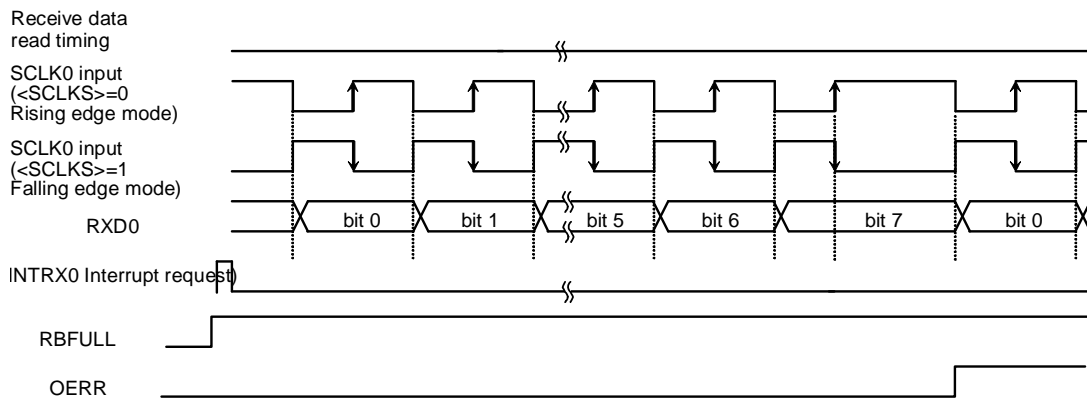 Receive data
read timing
SCLK0 input
(<SCLKS>=0
Rising edge mode)
SCLK0 input
(<SCLKS>=1
Falling edge mode)
RXD0
bit 0
bit 1
bit 5
bit 6
bit 7
bit 0
INTRX0 Interrupt request)
RBFULL
OERR